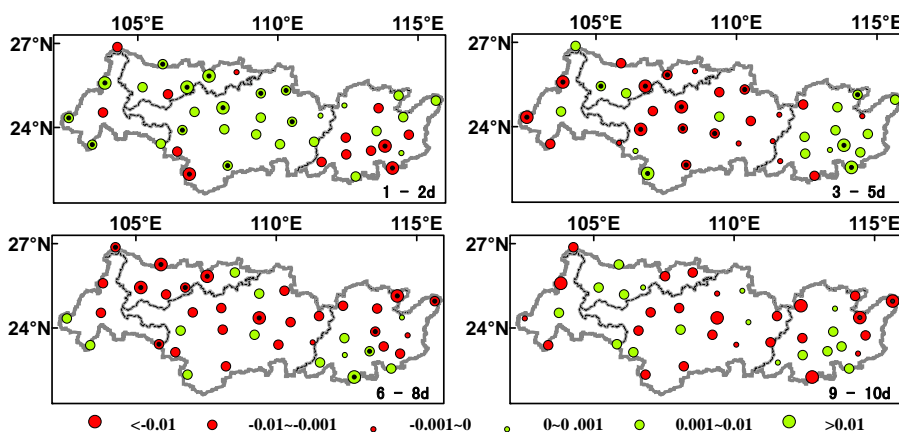 105°E 110°E 115°E
105°E 110°E 115°E
27°N
24°N
1 - 2d
27°N
24°N
3 - 5d
105°E 110°E 115°E
105°E 110°E 115°E
27°N
24°N
6 - 8d
27°N
24°N
9 - 10d
<-0.01 -0.01~-0.001 -0.001~0 0~0 .001 0.001~0.01 >0.01